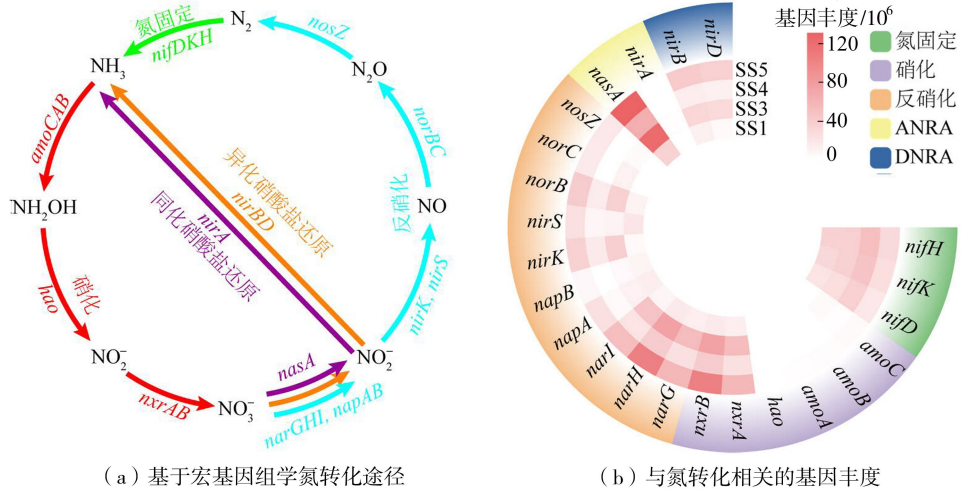 氮固定
nifDKH
N₂
nosZ
N₂O
norBC
NO
反硝化
nirK, nirS
NO₂⁻
NH₃
amoCAB
NH₂OH
硝化
hao
NO₂⁻
nxrAB
NO₃⁻
nasA
narGHI, napAB
异化硝酸盐还原
nirBD
nirA
同化硝酸盐还原
(a)基于宏基因组学氮转化途径
nirD
nirB
nirA
nasA
nosZ
norC
norB
nirS
nirK
napB
napA
narI
narH
narG
nxrB
nxrA
hao
amoA
amoB
amoC
nifD
nifK
nifH
SS5
SS4
SS3
SS1
基因丰度/10⁶
120
80
40
0
氮固定
硝化
反硝化
ANRA
DNRA
(b)与氮转化相关的基因丰度